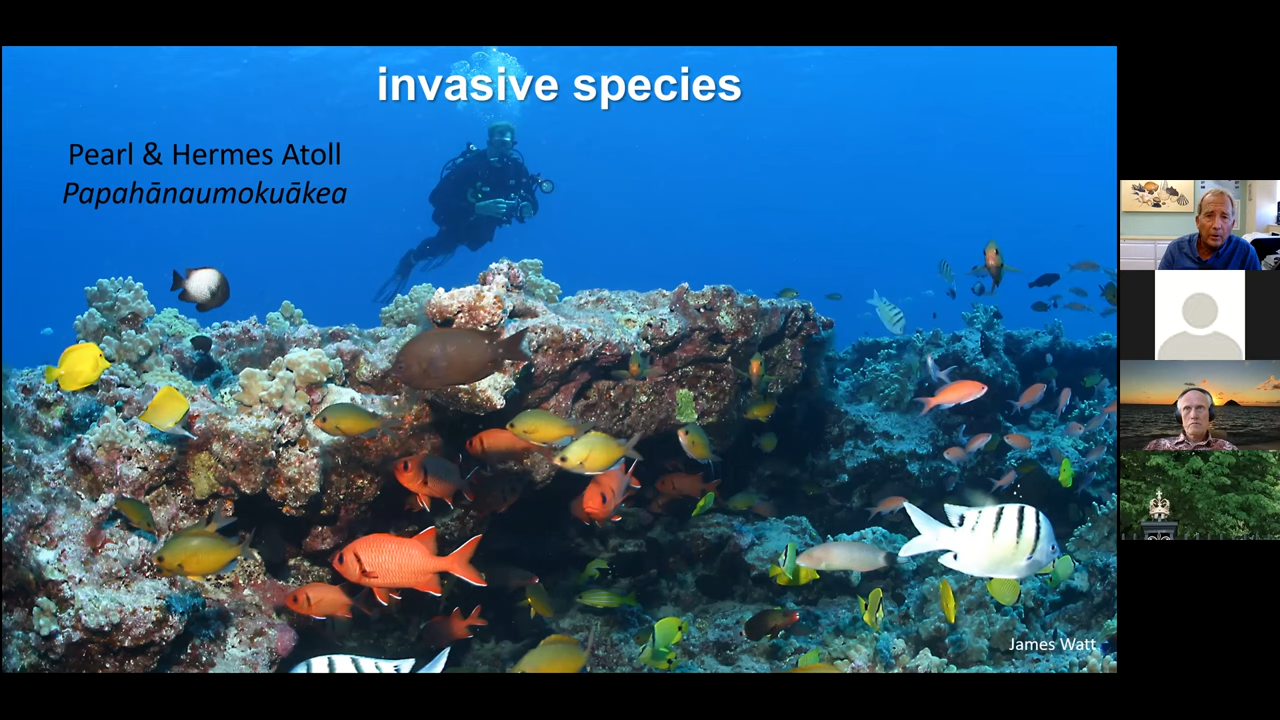 invasive species
Pearl & Hermes Atoll
Papahānaumokuākea
James Watt